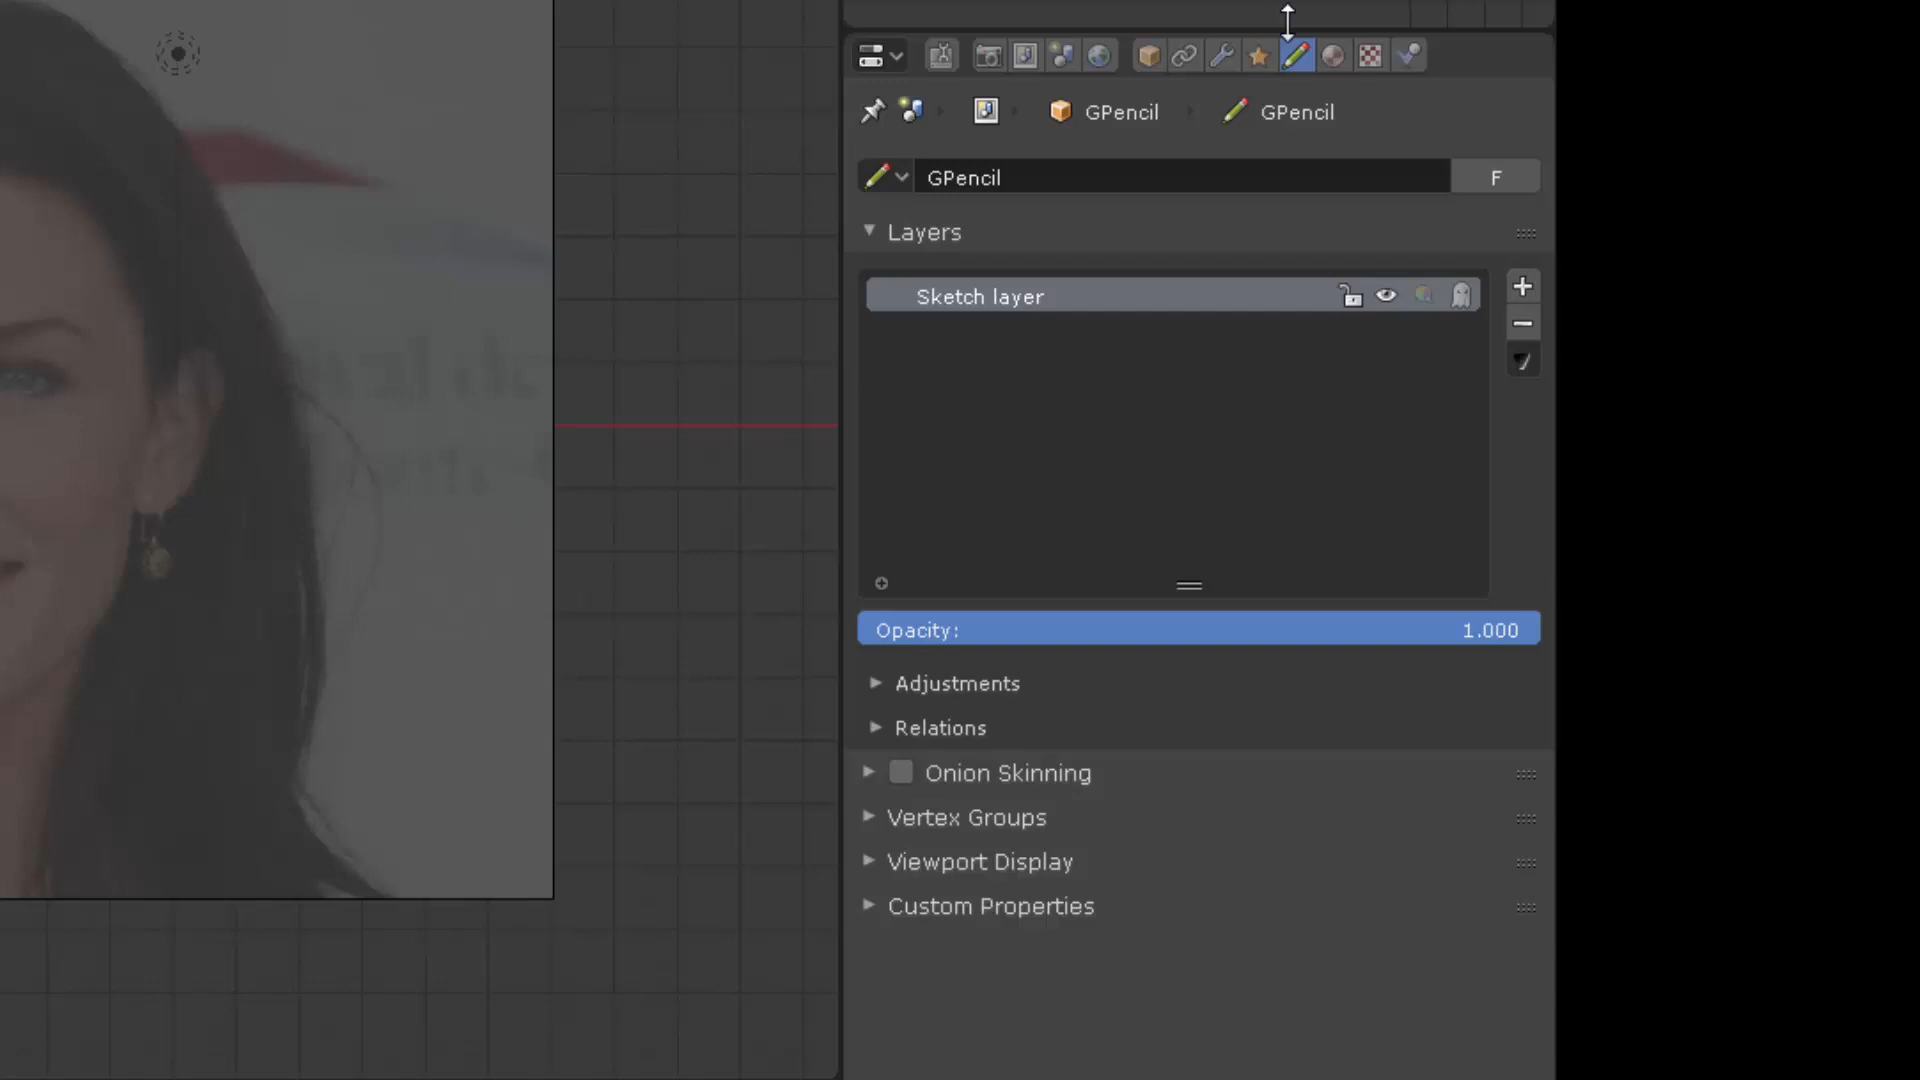 GPencil GPencil
GPencil F
Layers
Sketch layer
Opacity: 1.000
Adjustments
Relations
Onion Skinning
Vertex Groups
Viewport Display
Custom Properties